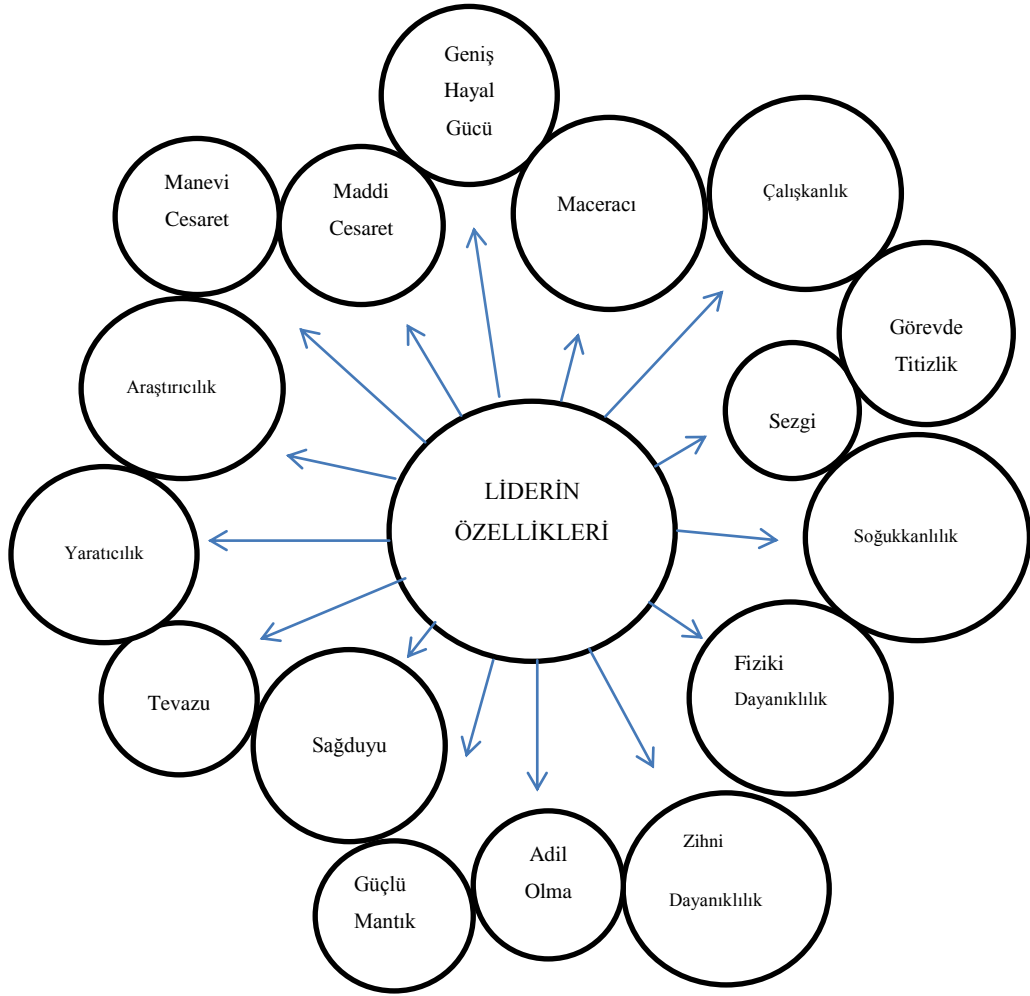 Geniş
Hayal
Gücü
Manevi
Cesaret
Maddi
Cesaret
Maceracı
Çalışkanlık
Görevde
Titizlik
Araştırıcılık
Sezgi
LİDERİN
ÖZELLİKLERİ
Soğukkanlılık
Yaratıcılık
Fiziki
Dayanıklılık
Tevazu
Sağduyu
Zihni
Dayanıklılık
Adil
Olma
Güçlü
Mantık